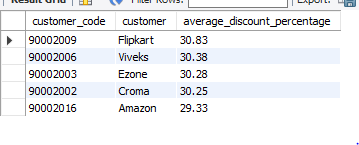 Result Grid Filter Rows: Export:
customer_code customer average_discount_percentage
90002009 Flipkart 30.83
90002006 Viveks 30.38
90002003 Ezone 30.28
90002002 Croma 30.25
90002016 Amazon 29.33